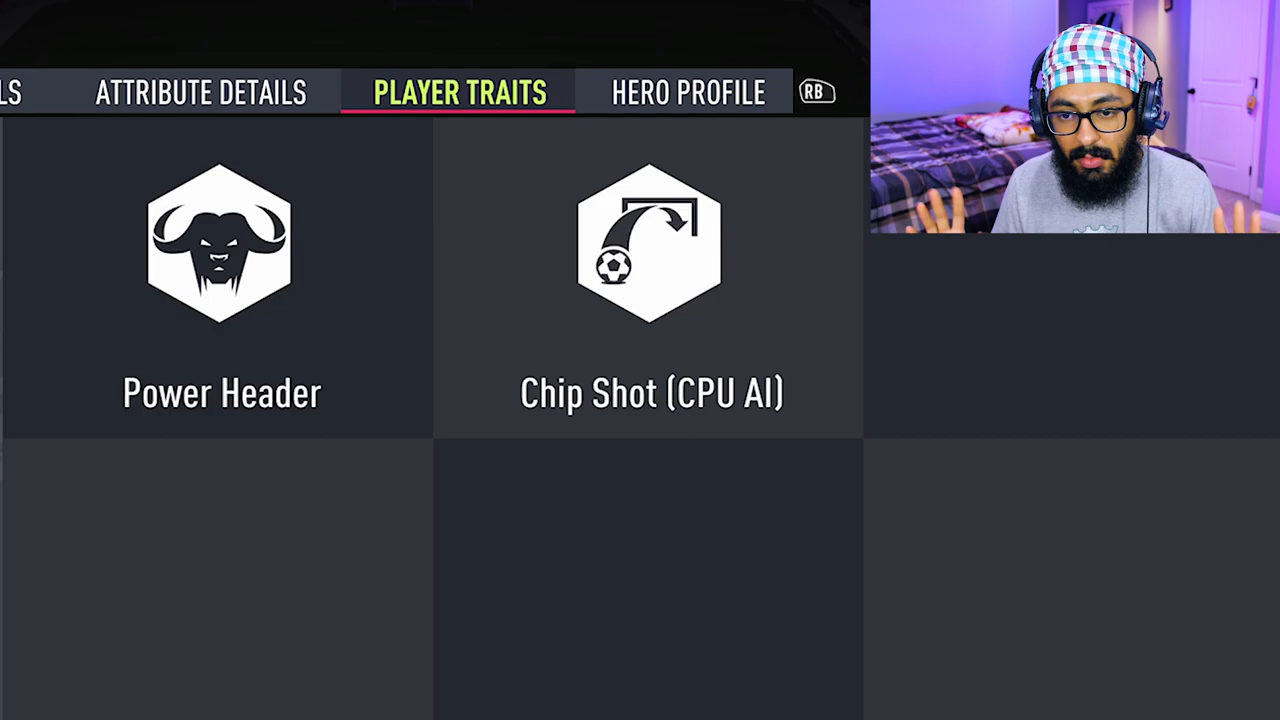 LS
ATTRIBUTE DETAILS
PLAYER TRAITS
HERO PROFILE
RB
Power Header
Chip Shot (CPU AI)